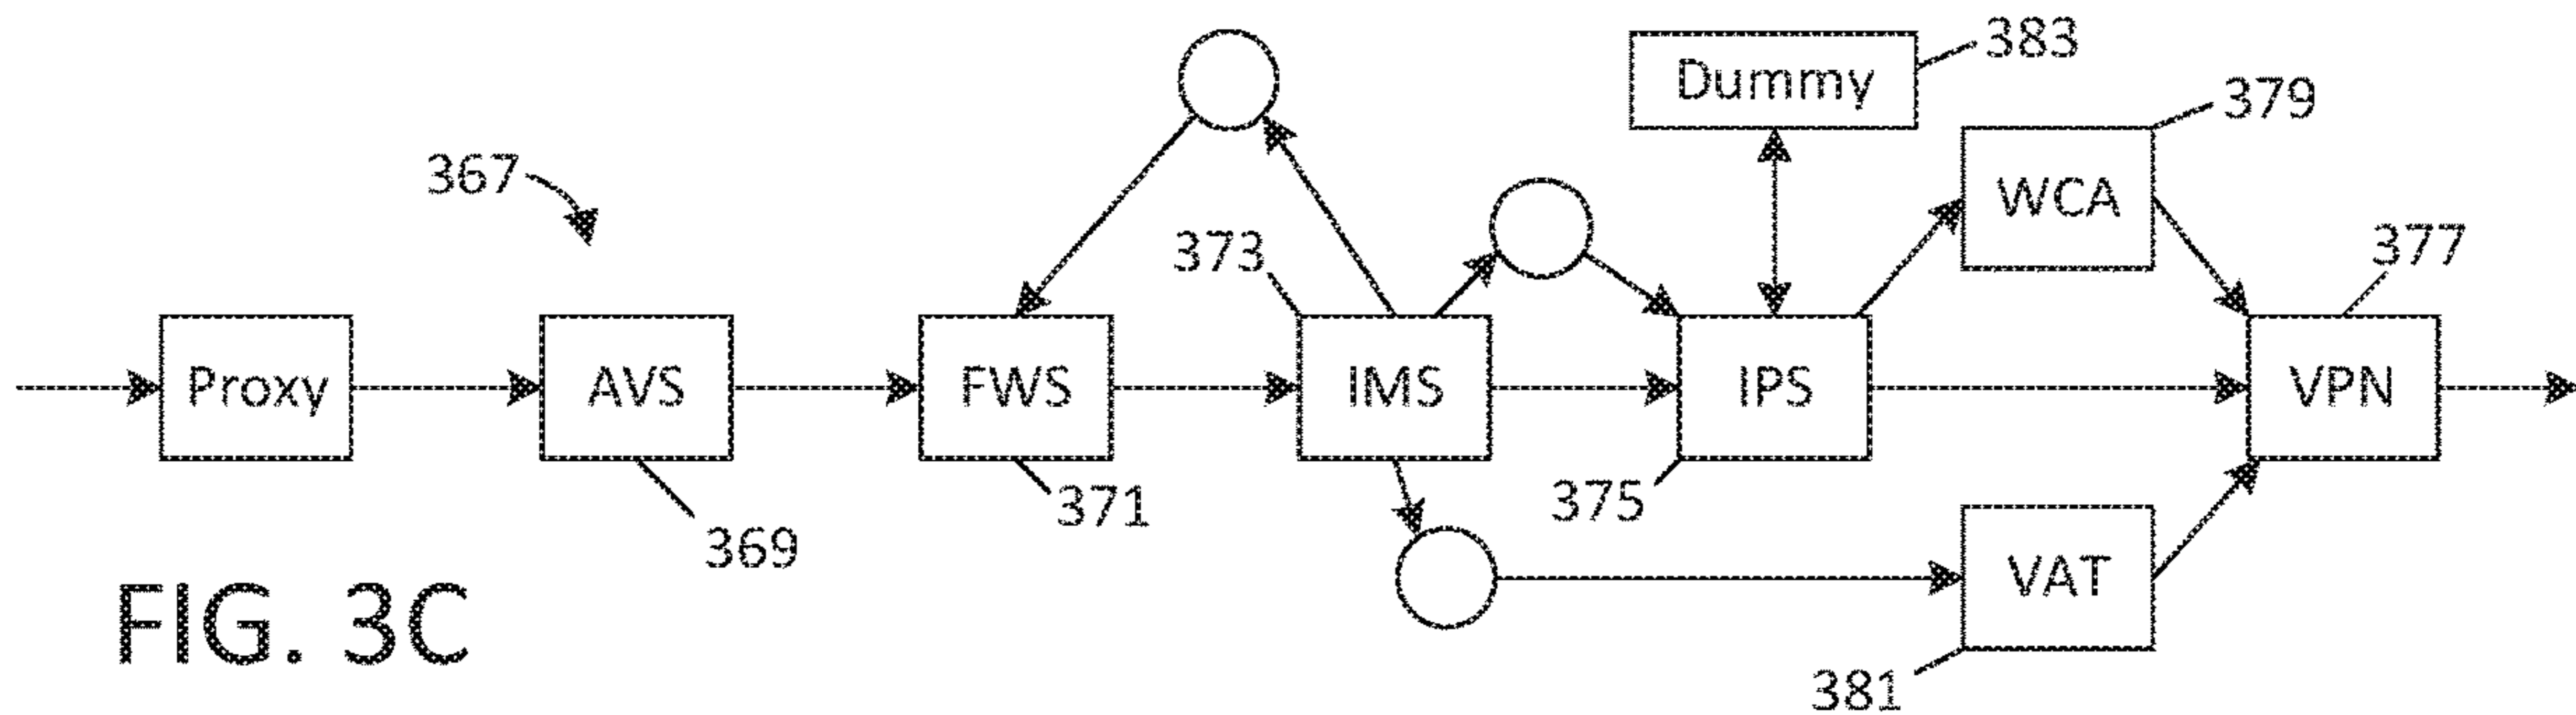 383
Dummy
379
367
WCA
373
377
Proxy
AVS
FWS
IMS
IPS
VPN
375
371
369
VAT
FIG. 3C
381